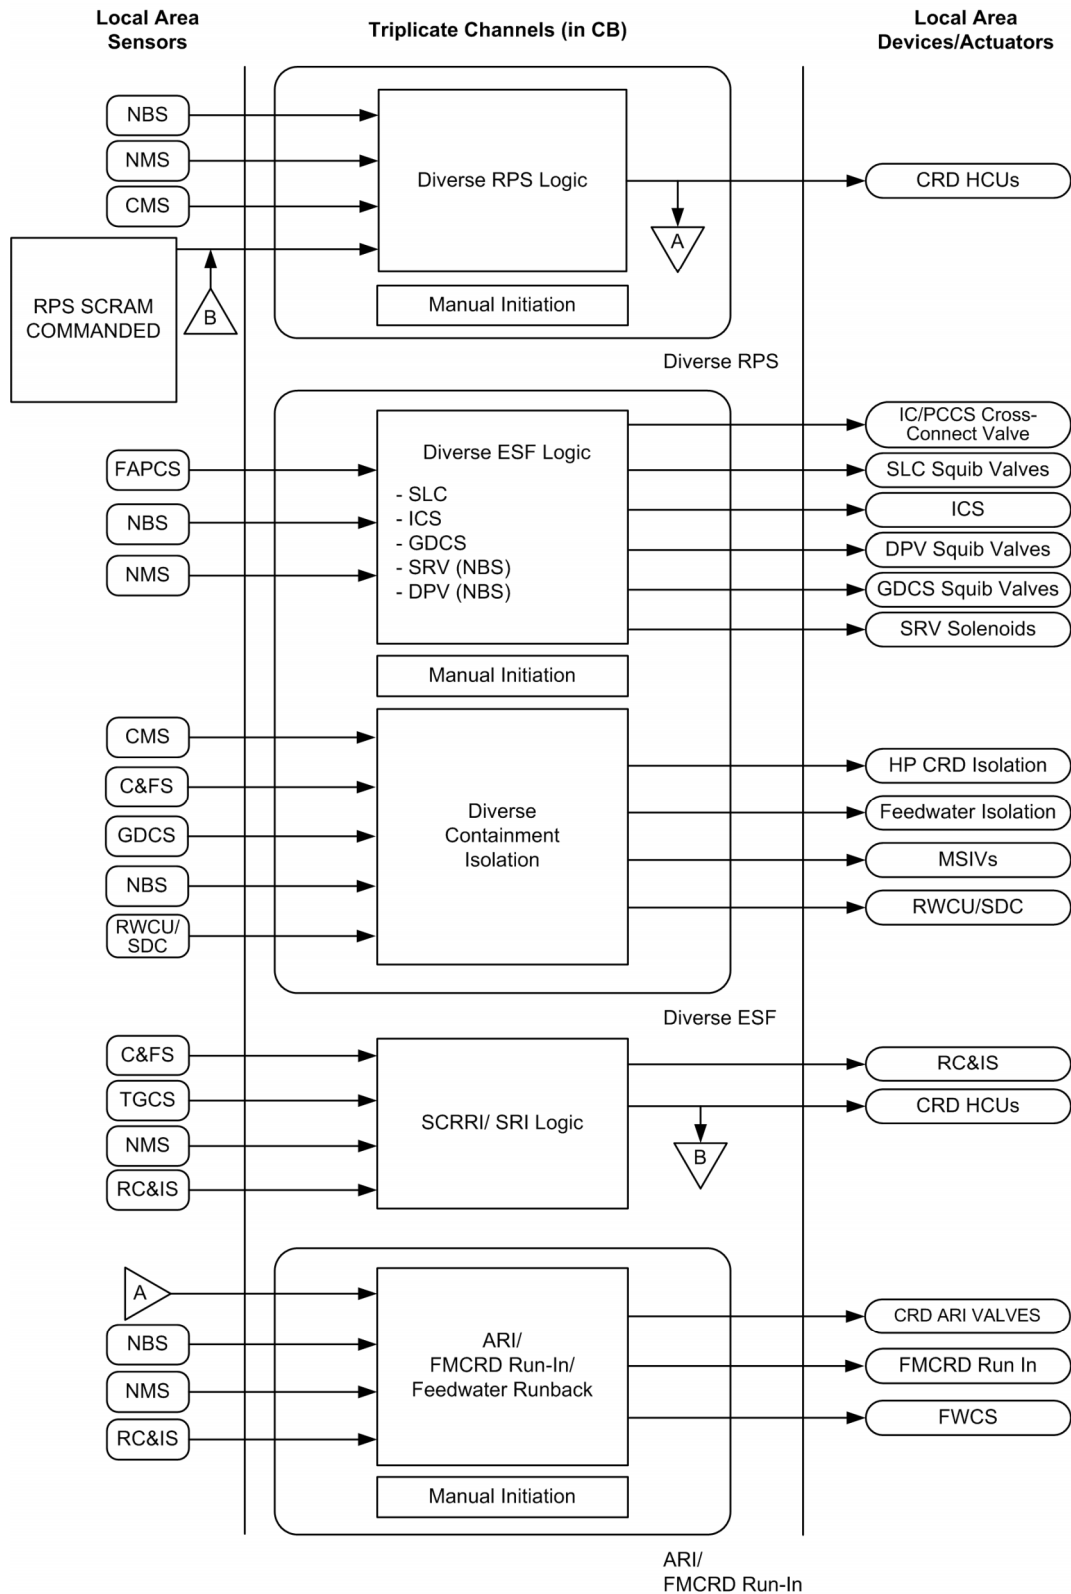 Local Area
Sensors
Triplicate Channels (in CB)
Local Area
Devices/Actuators
NBS
NMS
CMS
RPS SCRAM
COMMANDED
B
Diverse RPS Logic
A
Manual Initiation
CRD HCUs
Diverse RPS
FAPCS
NBS
NMS
Diverse ESF Logic
- SLC
- ICS
- GDCS
- SRV (NBS)
- DPV (NBS)
Manual Initiation
IC/PCCS Cross-
Connect Valve
SLC Squib Valves
ICS
DPV Squib Valves
GDCS Squib Valves
SRV Solenoids
CMS
C&FS
GDCS
NBS
RWCU/
SDC
Diverse
Containment
Isolation
HP CRD Isolation
Feedwater Isolation
MSIVs
RWCU/SDC
Diverse ESF
C&FS
TGCS
NMS
RC&IS
SCRRI/ SRI Logic
B
RC&IS
CRD HCUs
A
NBS
NMS
RC&IS
ARI/
FMCRD Run-In/
Feedwater Runback
Manual Initiation
CRD ARI VALVES
FMCRD Run In
FWCS
ARI/
FMCRD Run-In